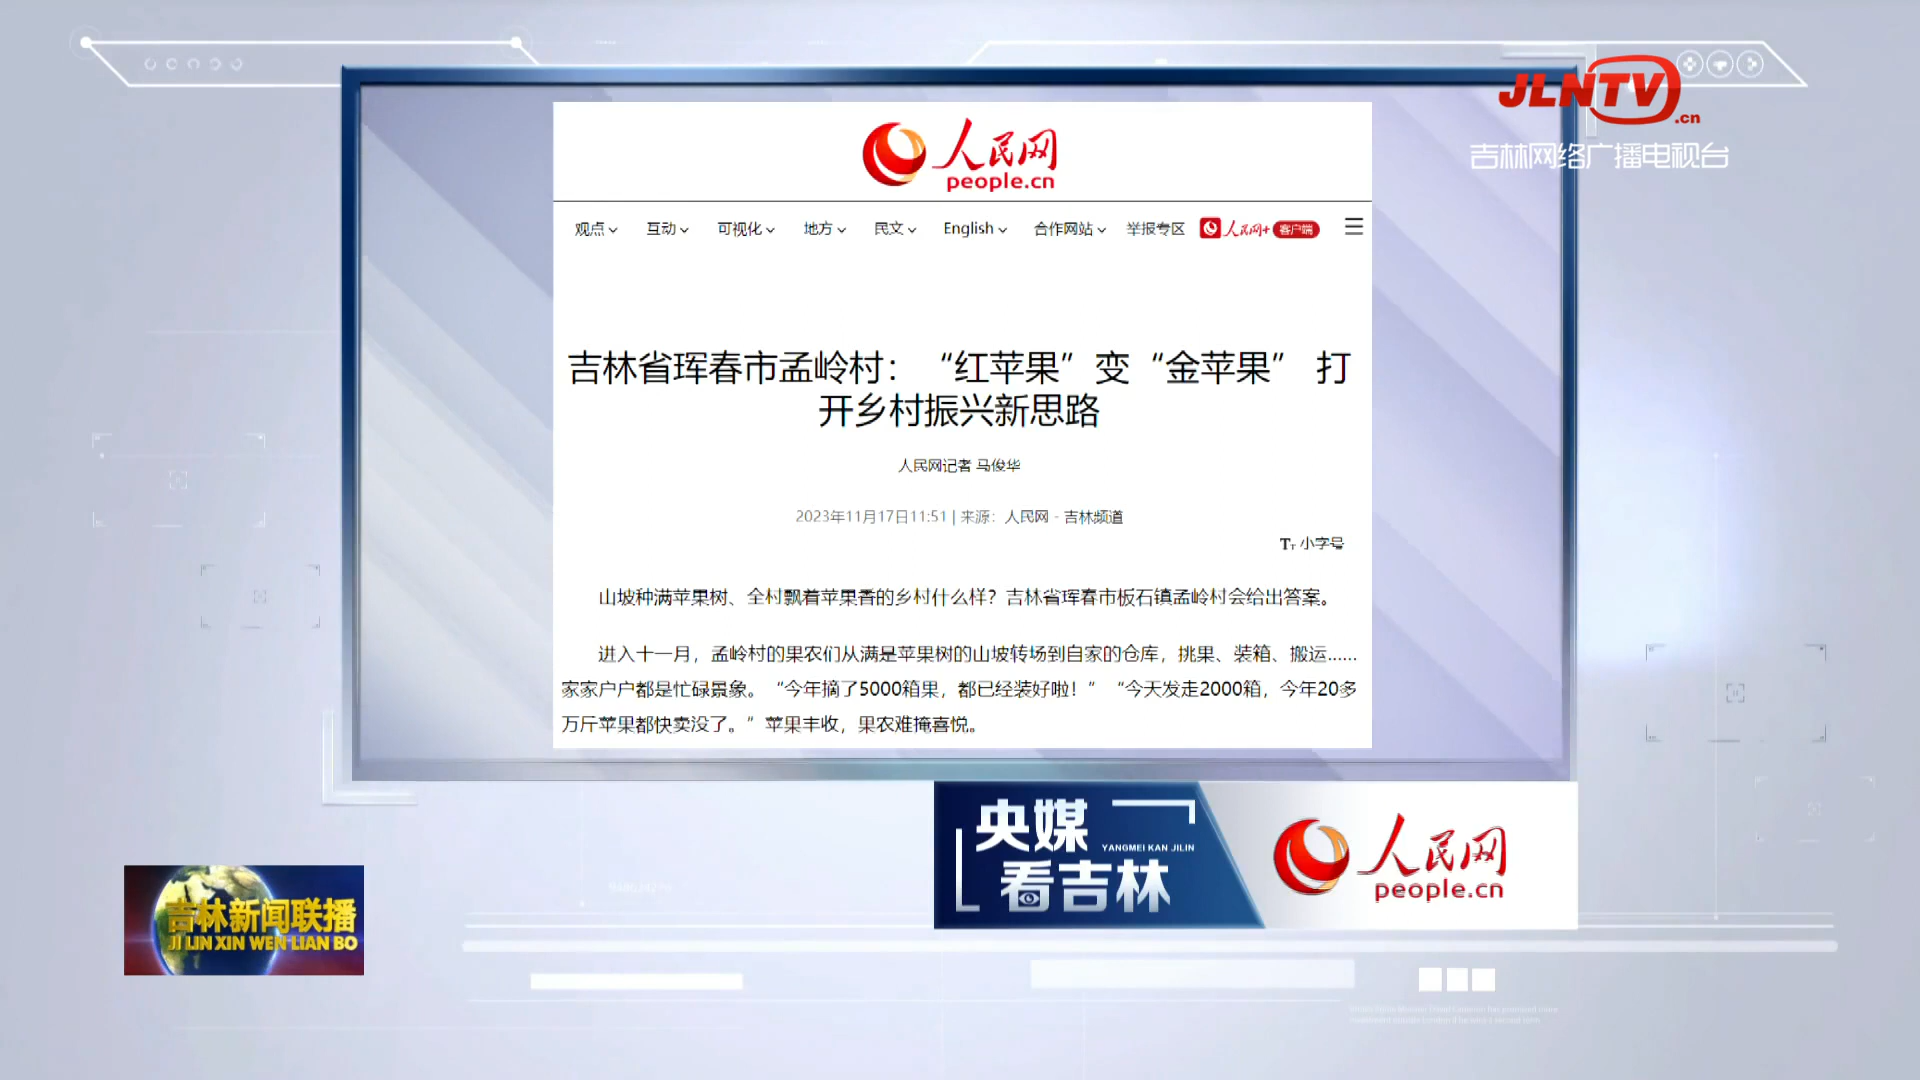 JLNTV.cn
吉林网络广播电视台
人民网
people.cn
观点 互动 可视化 地方 民文 English 合作网站 举报专区 人民网+ 客户端
吉林省珲春市孟岭村：“红苹果”变“金苹果” 打
开乡村振兴新思路
人民网记者 马俊华
2023年11月17日11:51 | 来源：人民网－吉林频道
TT 小字号
山坡种满苹果树、全村飘着苹果香的乡村什么样？吉林省珲春市板石镇孟岭村会给出答案。
进入十一月，孟岭村的果农们从满是苹果树的山坡转场到自家的仓库，挑果、装箱、搬运……
家家户户都是忙碌景象。“今年摘了5000箱果，都已经装好啦！”“今天发走2000箱，今年20多
万斤苹果都快卖没了。”苹果丰收，果农难掩喜悦。
央媒
YANGMEI KAN JILIN
看吉林
人民网
people.cn
吉林新闻联播
JI LIN XIN WEN LIAN BO